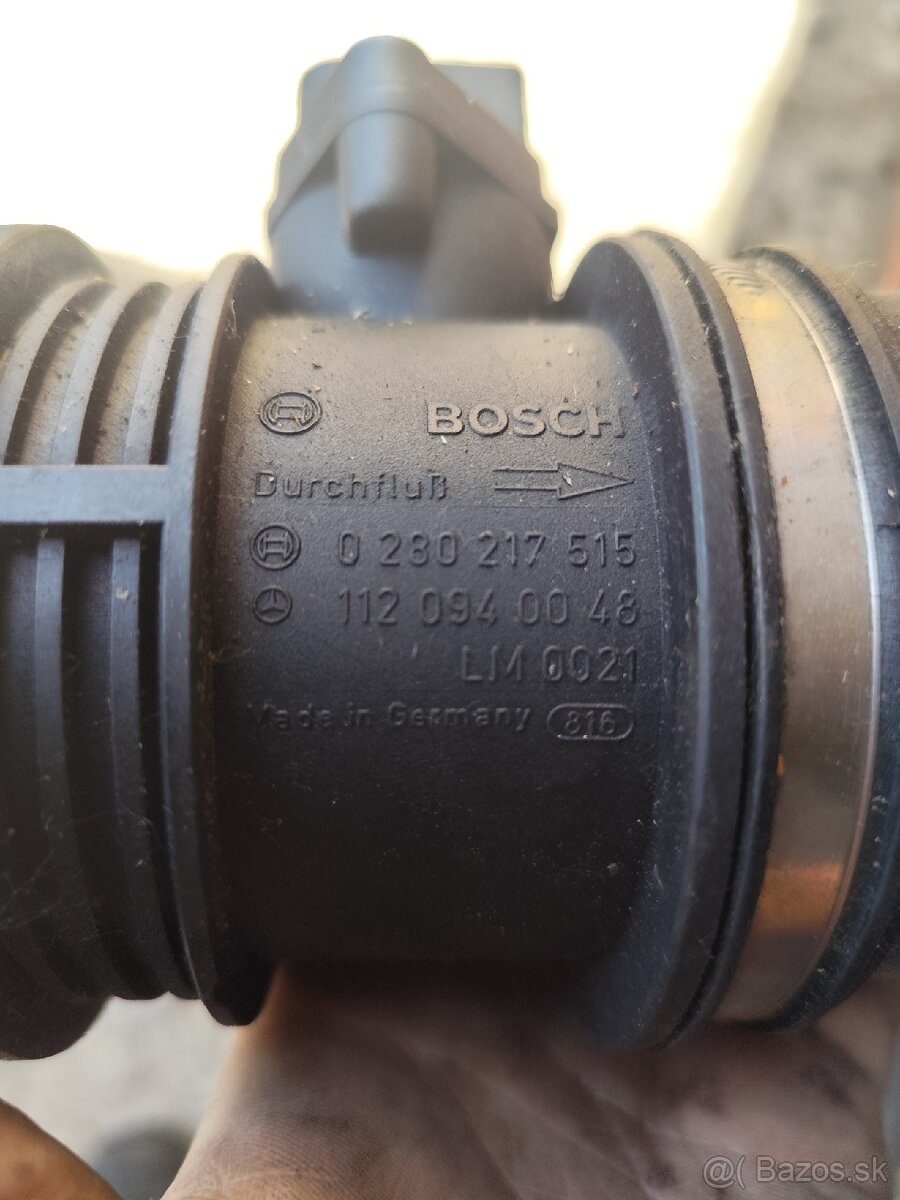 BOSCH
Durchfluß
0 280 217 515
112 094 00 48
LM 0021
Made in Germany 816
@( Bazos.sk